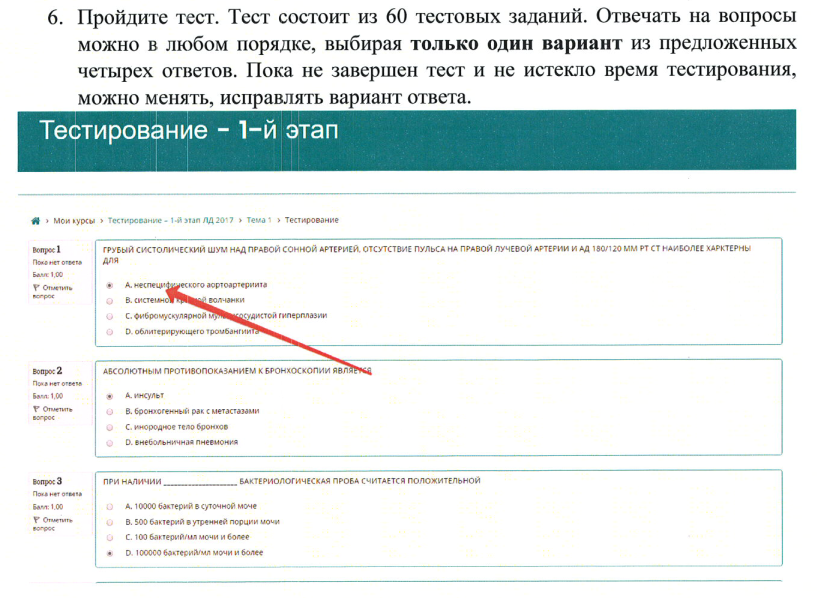 6. Пройдите тест. Тест состоит из 60 тестовых заданий. Отвечать на вопросы
можно в любом порядке, выбирая только один вариант из предложенных
четырех ответов. Пока не завершен тест и не истекло время тестирования,
можно менять, исправлять вариант ответа.
Тестирование - 1-й этап
Мои курсы > Тестирование - 1-й этап ЛД 2017 > Тема 1 > Тестирование
Вопрос 1
Пока нет ответа
Балл: 1,00
Отметить
вопрос
ГРУБЫЙ СИСТОЛИЧЕСКИЙ ШУМ НАД ПРАВОЙ СОННОЙ АРТЕРИЕЙ, ОТСУТСТВИЕ ПУЛЬСА НА ПРАВОЙ ЛУЧЕВОЙ АРТЕРИИ И АД 180/120 ММ РТ СТ НАИБОЛЕЕ ХАРКТЕРНЫ
ДЛЯ
A. неспецифического аортоартериита
B. системной красной волчанки
C. фибромускулярной мультисосудистой гиперплазии
D. облитерирующего тромбангиита
Вопрос 2
Пока нет ответа
Балл: 1,00
Отметить
вопрос
АБСОЛЮТНЫМ ПРОТИВОПОКАЗАНИЕМ К БРОНХОСКОПИИ ЯВЛЯЕТСЯ
A. инсульт
B. бронхогенный рак с метастазами
C. инородное тело бронхов
D. внебольничная пневмония
Вопрос 3
Пока нет ответа
Балл: 1,00
Отметить
вопрос
ПРИ НАЛИЧИИ ____________________ БАКТЕРИОЛОГИЧЕСКАЯ ПРОБА СЧИТАЕТСЯ ПОЛОЖИТЕЛЬНОЙ
A. 10000 бактерий в суточной моче
B. 500 бактерий в утренней порции мочи
C. 100 бактерий/мл мочи и более
D. 100000 бактерий/мл мочи и более